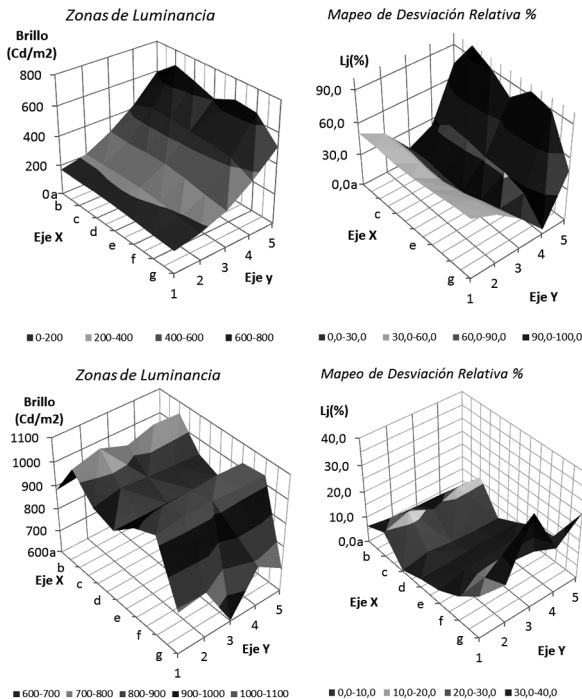 Zonas de Luminancia
Brillo
(Cd/m2)
800
600
400
200
0
a
b
c
d
e
f
g
Eje X
1
2
3
4
5
Eje y
■0-200 ■200-400 ■400-600 ■600-800
Mapeo de Desviación Relativa %
Lj(%)
90,0
60,0
30,0
0,0
a
c
e
g
Eje X
1
2
3
4
5
Eje Y
■0,0-30,0 ■30,0-60,0 ■60,0-90,0 ■90,0-100,0
Zonas de Luminancia
Brillo
(Cd/m2)
1100
1000
900
800
700
600
a
b
c
d
e
f
g
Eje X
1
2
3
4
5
Eje Y
■600-700 ■700-800 ■800-900 ■900-1000 ■1000-1100
Mapeo de Desviación Relativa %
Lj(%)
40,0
30,0
20,0
10,0
0,0
a
b
c
d
e
f
g
Eje X
1
2
3
4
5
Eje Y
■0,0-10,0 ■10,0-20,0 ■20,0-30,0 ■30,0-40,0